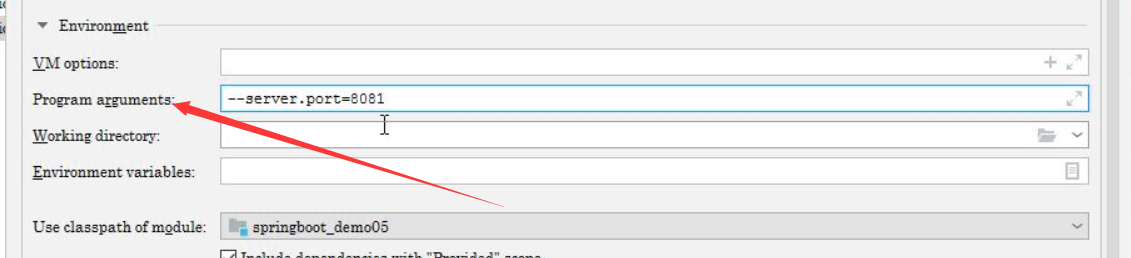 Environment
VM options:
Program arguments:
--server.port=8081
Working directory:
Environment variables:
Use classpath of module:
springboot_demo05
Include dependencies with "Provided" scope